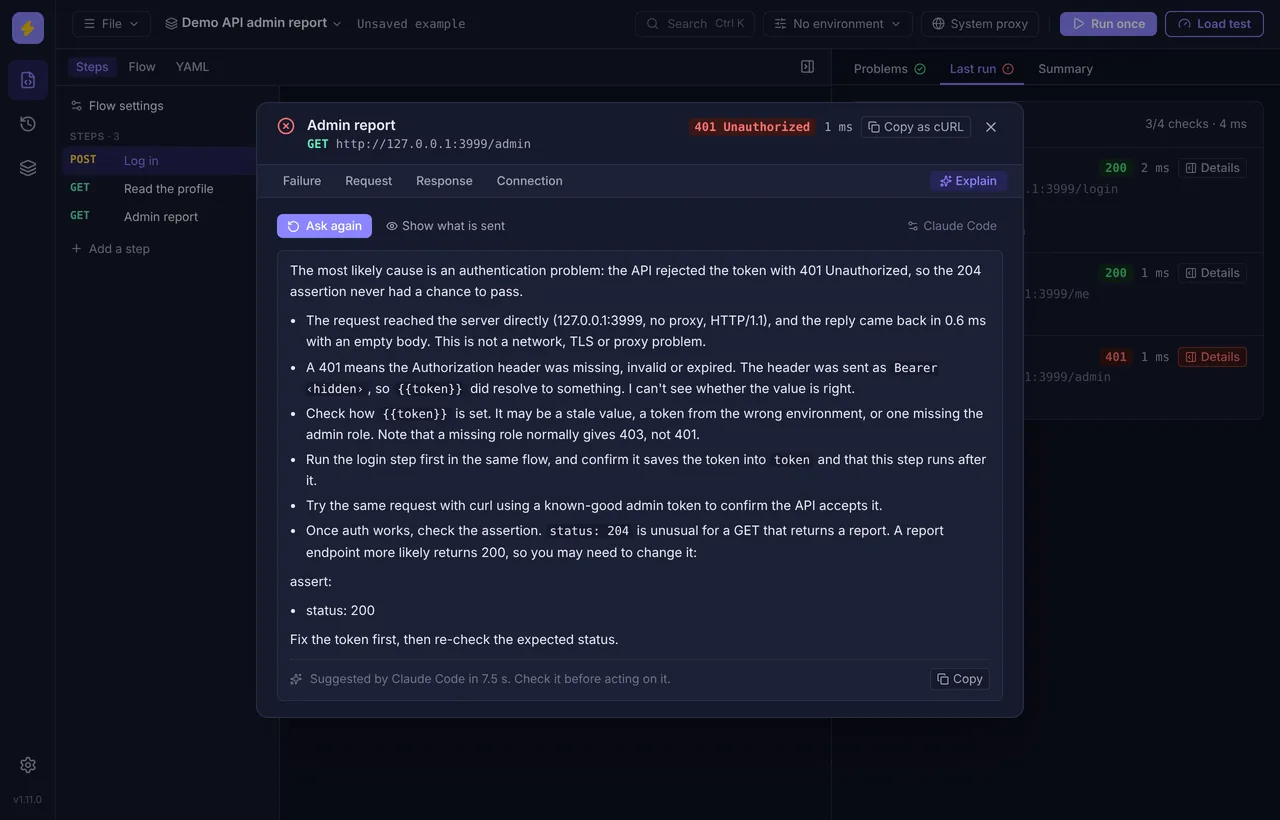 File
Demo API admin report
Unsaved example
Search Ctrl K
No environment
System proxy
Run once
Load test
Steps
Flow
YAML
Problems
Last run
Summary
Flow settings
STEPS · 3
POST Log in
GET Read the profile
GET Admin report
+ Add a step
v1.11.0
3/4 checks · 4 ms
200 2 ms Details
.1:3999/login
200 1 ms Details
1:3999/me
401 1 ms Details
1:3999/admin
Admin report
GET http://127.0.0.1:3999/admin
401 Unauthorized 1 ms Copy as cURL
Failure
Request
Response
Connection
Explain
Ask again
Show what is sent
Claude Code
The most likely cause is an authentication problem: the API rejected the token with 401 Unauthorized, so the 204
assertion never had a chance to pass.
• The request reached the server directly (127.0.0.1:3999, no proxy, HTTP/1.1), and the reply came back in 0.6 ms
with an empty body. This is not a network, TLS or proxy problem.
• A 401 means the Authorization header was missing, invalid or expired. The header was sent as Bearer
‹hidden›, so {{token}} did resolve to something. I can't see whether the value is right.
• Check how {{token}} is set. It may be a stale value, a token from the wrong environment, or one missing the
admin role. Note that a missing role normally gives 403, not 401.
• Run the login step first in the same flow, and confirm it saves the token into token and that this step runs after
it.
• Try the same request with curl using a known-good admin token to confirm the API accepts it.
• Once auth works, check the assertion. status: 204 is unusual for a GET that returns a report. A report
endpoint more likely returns 200, so you may need to change it:
assert:
• status: 200
Fix the token first, then re-check the expected status.
Suggested by Claude Code in 7.5 s. Check it before acting on it.
Copy